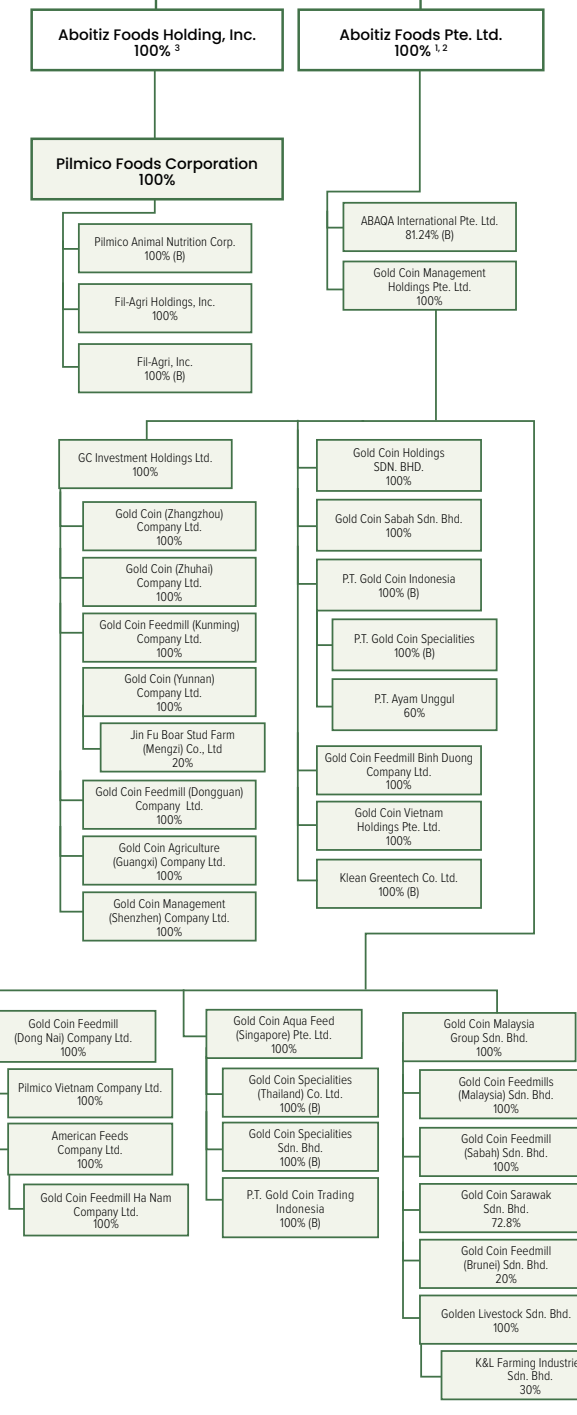 Aboitiz Foods Holding, Inc.
100% ³
Aboitiz Foods Pte. Ltd.
100% ¹,²
Pilmico Foods Corporation
100%
Pilmico Animal Nutrition Corp.
100% (B)
Fil-Agri Holdings, Inc.
100%
Fil-Agri, Inc.
100% (B)
ABAQA International Pte. Ltd.
81.24% (B)
Gold Coin Management
Holdings Pte. Ltd.
100%
GC Investment Holdings Ltd.
100%
Gold Coin (Zhangzhou)
Company Ltd.
100%
Gold Coin (Zhuhai)
Company Ltd.
100%
Gold Coin Feedmill (Kunming)
Company Ltd.
100%
Gold Coin (Yunnan)
Company Ltd.
100%
Jin Fu Boar Stud Farm
(Mengzi) Co., Ltd
20%
Gold Coin Feedmill (Dongguan)
Company Ltd.
100%
Gold Coin Agriculture
(Guangxi) Company Ltd.
100%
Gold Coin Management
(Shenzhen) Company Ltd.
100%
Gold Coin Holdings
SDN. BHD.
100%
Gold Coin Sabah Sdn. Bhd.
100%
P.T. Gold Coin Indonesia
100% (B)
P.T. Gold Coin Specialities
100% (B)
P.T. Ayam Unggul
60%
Gold Coin Feedmill Binh Duong
Company Ltd.
100%
Gold Coin Vietnam
Holdings Pte. Ltd.
100%
Klean Greentech Co. Ltd.
100% (B)
Gold Coin Feedmill
(Dong Nai) Company Ltd.
100%
Pilmico Vietnam Company Ltd.
100%
American Feeds
Company Ltd.
100%
Gold Coin Feedmill Ha Nam
Company Ltd.
100%
Gold Coin Aqua Feed
(Singapore) Pte. Ltd.
100%
Gold Coin Specialities
(Thailand) Co. Ltd.
100% (B)
Gold Coin Specialities
Sdn. Bhd.
100% (B)
P.T. Gold Coin Trading
Indonesia
100% (B)
Gold Coin Malaysia
Group Sdn. Bhd.
100%
Gold Coin Feedmills
(Malaysia) Sdn. Bhd.
100%
Gold Coin Feedmill
(Sabah) Sdn. Bhd.
100%
Gold Coin Sarawak
Sdn. Bhd.
72.8%
Gold Coin Feedmill
(Brunei) Sdn. Bhd.
20%
Golden Livestock Sdn. Bhd.
100%
K&L Farming Industrie
Sdn. Bhd.
30%